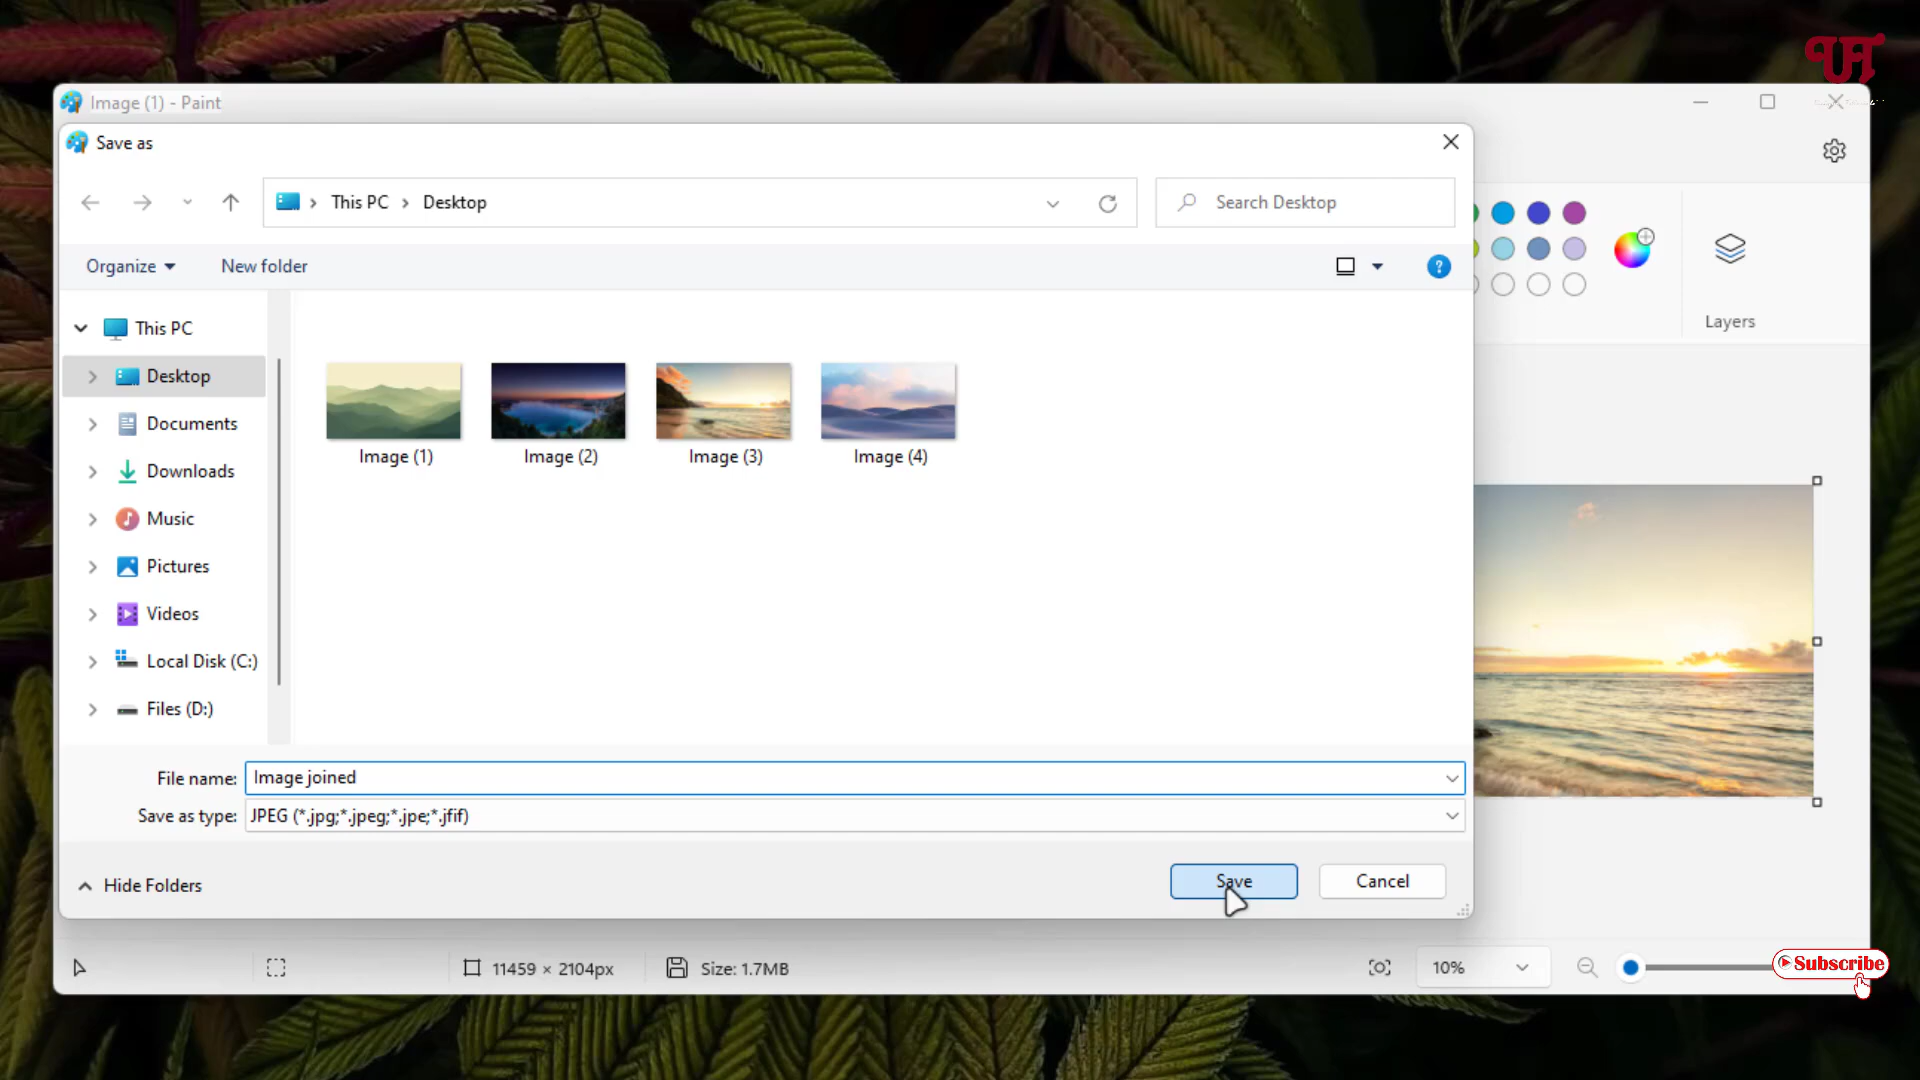 Image (1) - Paint
Save as
This PC
Desktop
Search Desktop
Organize
New folder
This PC
Desktop
Documents
Downloads
Music
Pictures
Videos
Local Disk (C:)
Files (D:)
Image (1)
Image (2)
Image (3)
Image (4)
Layers
File name: Image joined
Save as type: JPEG (*.jpg;*.jpeg;*.jpe;*.jfif)
Hide Folders
Save
Cancel
11459 × 2104px
Size: 1.7MB
10%
Subscribe